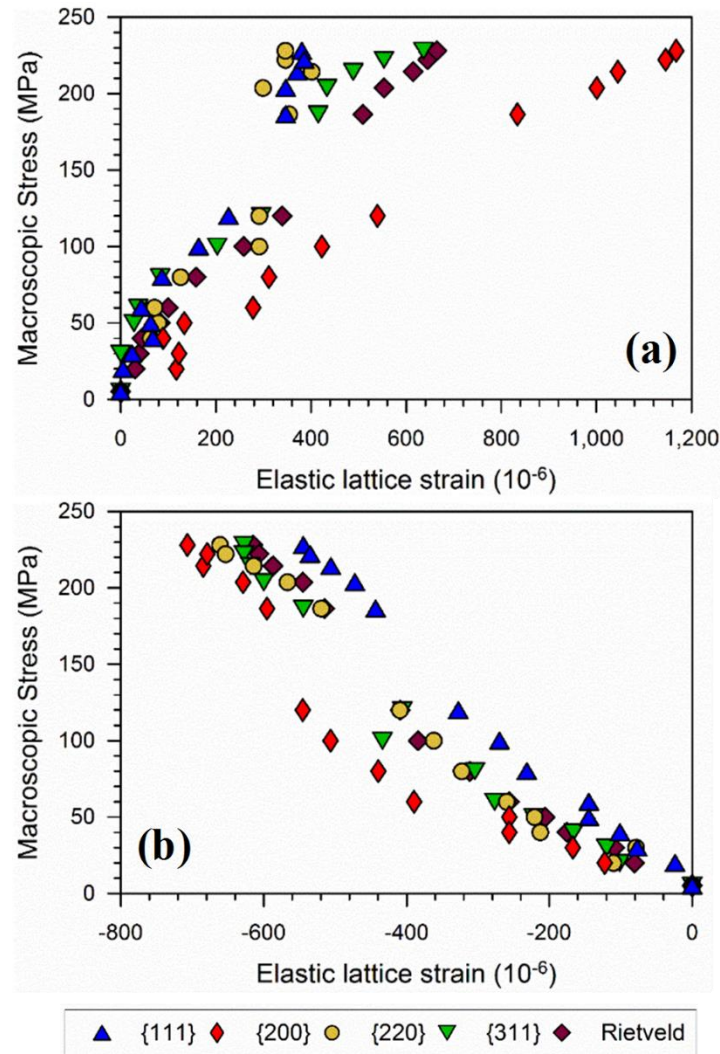 250
200
150
100
50
0
Macroscopic Stress (MPa)
(a)
0 200 400 600 800 1,000 1,200
Elastic lattice strain (10⁻⁶)
250
200
150
100
50
0
Macroscopic Stress (MPa)
(b)
-800 -600 -400 -200 0
Elastic lattice strain (10⁻⁶)
{111} {200} {220} {311} Rietveld